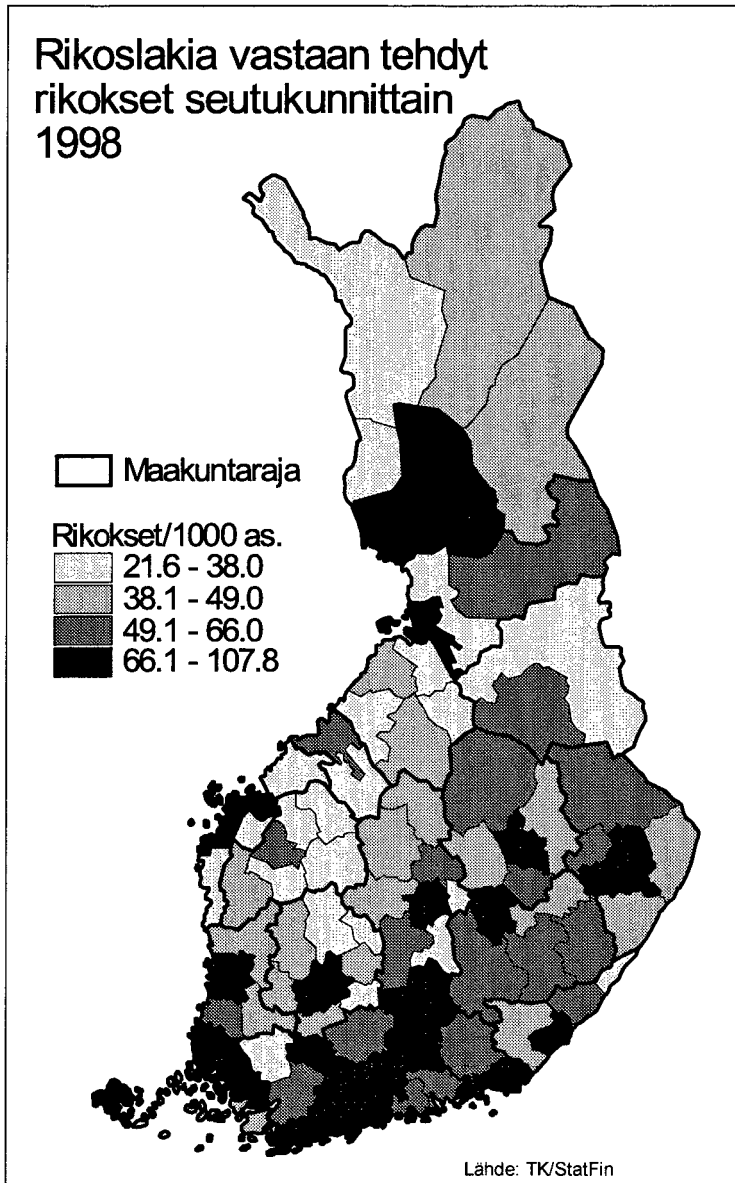 Rikoslakia vastaan tehdyt
rikokset seutukunnittain
1998
Maakuntaraja
Rikokset/1000 as.
21.6 - 38.0
38.1 - 49.0
49.1 - 66.0
66.1 - 107.8
Lähde: TK/StatFin